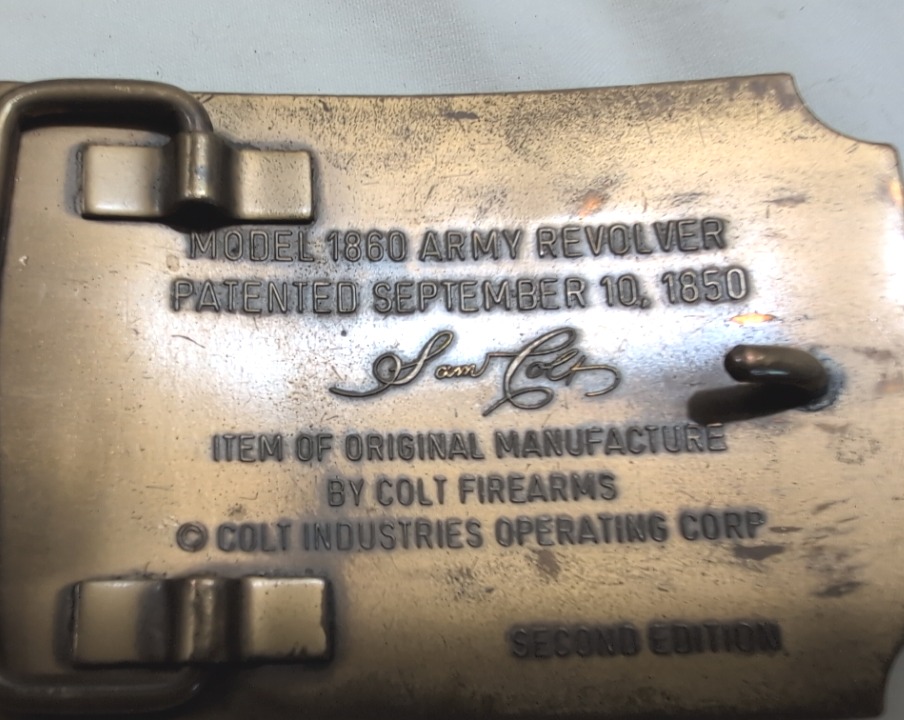 MODEL 1860 ARMY REVOLVER
PATENTED SEPTEMBER 10, 1850
Sam Colt
ITEM OF ORIGINAL MANUFACTURE
BY COLT FIREARMS
© COLT INDUSTRIES OPERATING CORP
SECOND EDITION